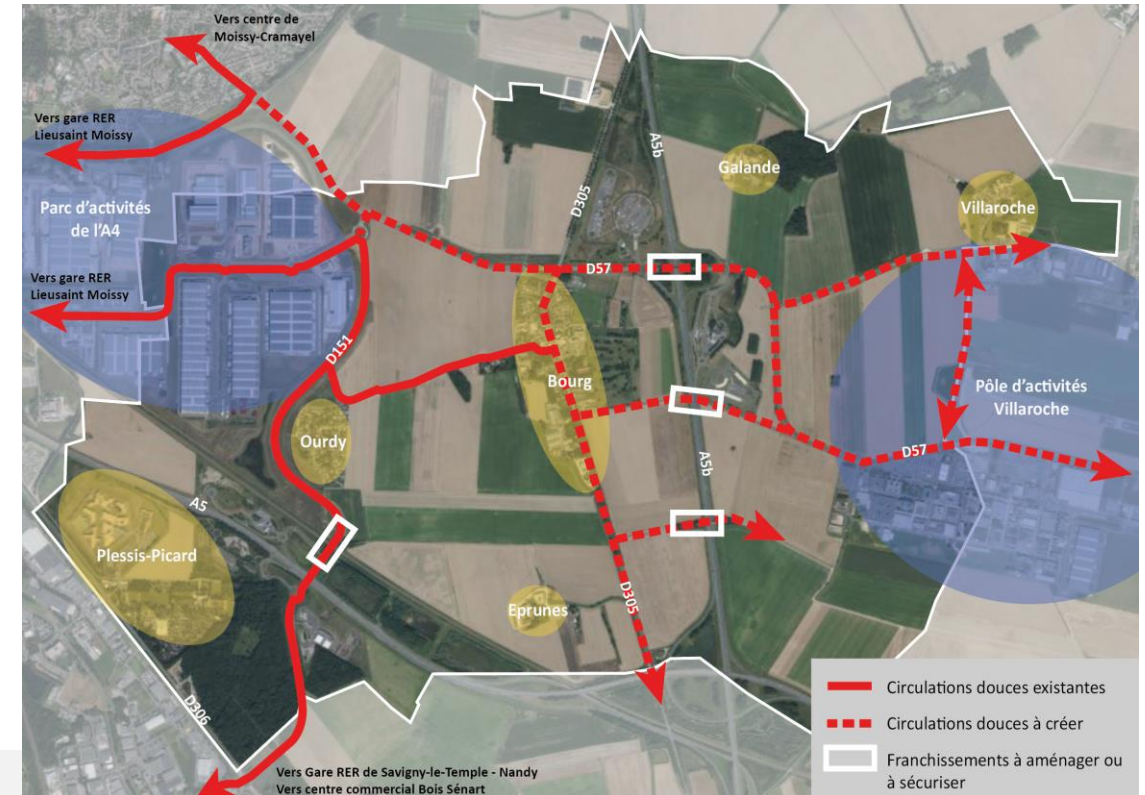 Vers centre de
Moissy-Cramayel
Vers gare RER
Lieusaint Moissy
Parc d'activités
de l'A4
Vers gare RER
Lieusaint Moissy
A5b
D305
Galande
Villaroche
D57
D151
Bourg
Pôle d'activités
Villaroche
Ourdy
D57
A5b
A5
Plessis-Picard
Eprunes
D305
D306
Vers Gare RER de Savigny-le-Temple - Nandy
Vers centre commercial Bois Sénart
Circulations douces existantes
Circulations douces à créer
Franchissements à aménager ou
à sécuriser